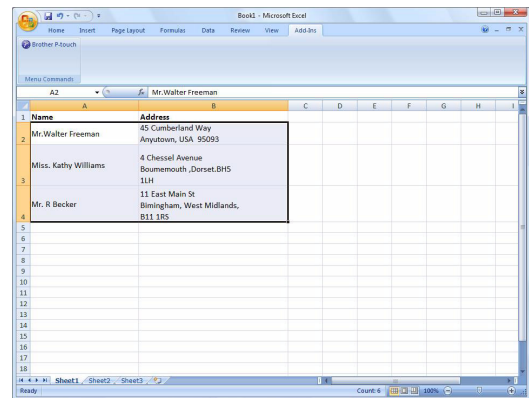 Book1 - Microsoft Excel
Home Insert Page Layout Formulas Data Review View Add-Ins
Brother P-touch
Menu Commands
A2 fx Mr.Walter Freeman
A B C D E F G H I
1 Name Address
2 Mr.Walter Freeman 45 Cumberland Way
Anytown, USA 95093
3 Miss. Kathy Williams 4 Chessel Avenue
Boumemouth ,Dorset.BH5
1LH
4 Mr. R Becker 11 East Main St
Bimingham, West Midlands,
B11 1RS
5
6
7
8
9
10
11
12
13
14
15
16
17
18
Sheet1 Sheet2 Sheet3
Ready Count: 6 100%